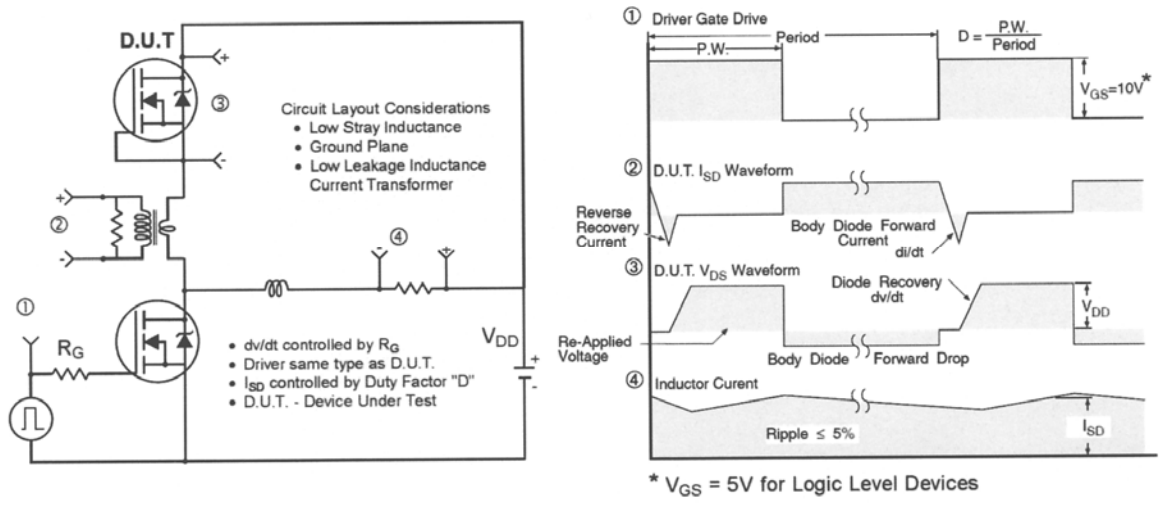 D.U.T
+
③
-
Circuit Layout Considerations
• Low Stray Inductance
• Ground Plane
• Low Leakage Inductance
Current Transformer
+
②
-
④
- +
①
R_G
V_DD
+
-
• dv/dt controlled by R_G
• Driver same type as D.U.T.
• I_SD controlled by Duty Factor "D"
• D.U.T. - Device Under Test
① Driver Gate Drive
P.W.
Period
D = P.W.
Period
V_GS=10V*
② D.U.T. I_SD Waveform
Reverse
Recovery
Current
Body Diode Forward
Current
di/dt
③ D.U.T. V_DS Waveform
Diode Recovery
dv/dt
V_DD
Re-Applied
Voltage
Body Diode Forward Drop
④ Inductor Curent
Ripple ≤ 5%
I_SD
* V_GS = 5V for Logic Level Devices